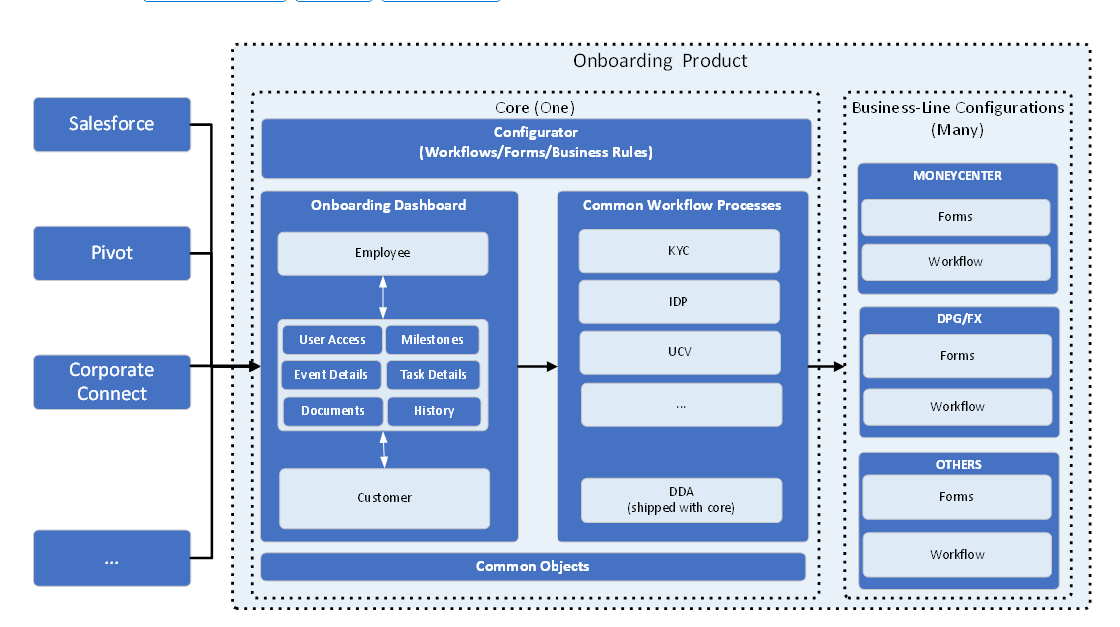 Onboarding Product
Salesforce
Pivot
Corporate
Connect
...
Core (One)
Configurator
(Workflows/Forms/Business Rules)
Onboarding Dashboard
Employee
User Access
Milestones
Event Details
Task Details
Documents
History
Customer
Common Workflow Processes
KYC
IDP
UCV
...
DDA
(shipped with core)
Common Objects
Business-Line Configurations
(Many)
MONEYCENTER
Forms
Workflow
DPG/FX
Forms
Workflow
OTHERS
Forms
Workflow